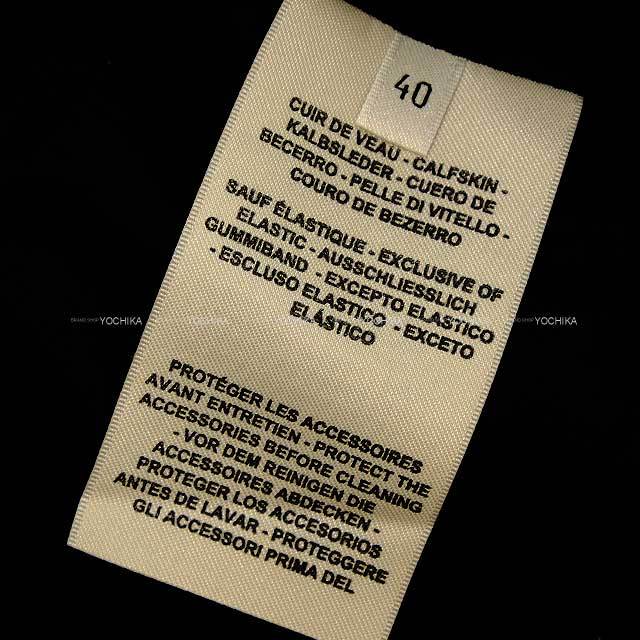 40
CUIR DE VEAU - CALFSKIN -
KALBSLEDER - CUERO DE
BECERRO - PELLE DI VITELLO -
COURO DE BEZERRO
SAUF ÉLASTIQUE - EXCLUSIVE OF
ELASTIC - AUSSCHLIESSLICH
GUMMIBAND - EXCEPTO ELASTICO
- ESCLUSO ELASTICO - EXCETO
ELÁSTICO
BRAND SHOP YOCHIKA
YOCHIKA
PROTÉGER LES ACCESSOIRES
AVANT ENTRETIEN - PROTECT THE
ACCESSORIES BEFORE CLEANING
- VOR DEM REINIGEN DIE
ACCESSOIRES ABDECKEN -
PROTEGER LOS ACCESORIOS
ANTES DE LAVAR - PROTEGGERE
GLI ACCESSORI PRIMA DEL